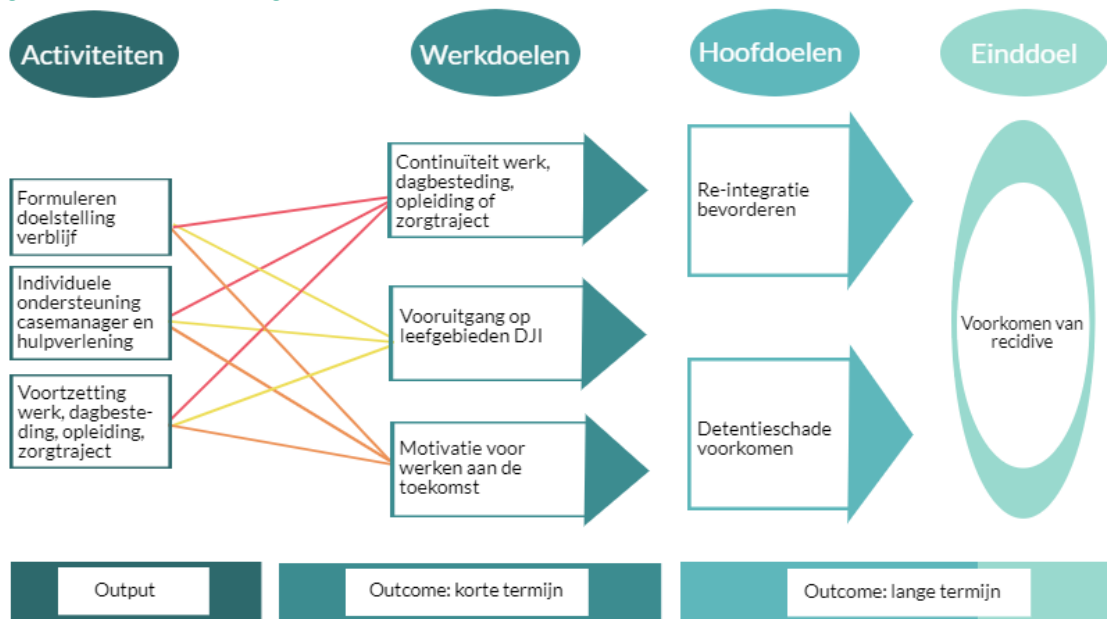 Activiteiten
Werkdoelen
Hoofdoelen
Einddoel
Formuleren
doelstelling
verblijf
Individuele
ondersteuning
casemanager en
hulpverlening
Voortzetting
werk, dagbeste-
ding, opleiding,
zorgtraject
Continuïteit werk,
dagbesteding,
opleiding of
zorgtraject
Vooruitgang op
leefgebieden DJI
Motivatie voor
werken aan de
toekomst
Re-integratie
bevorderen
Detentieschade
voorkomen
Voorkomen van
recidive
Output
Outcome: korte termijn
Outcome: lange termijn